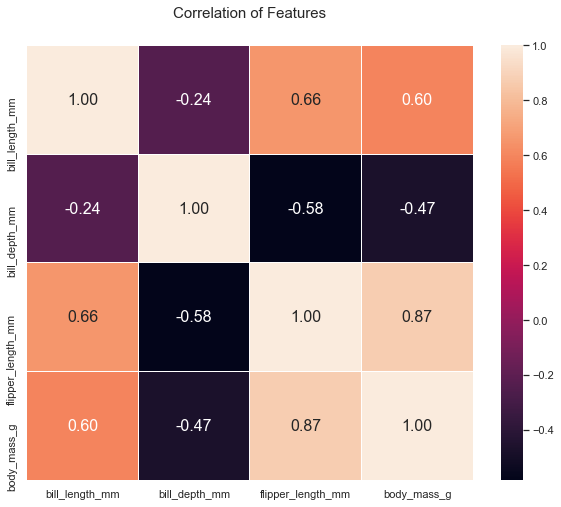 Correlation of Features
bill_length_mm 1.00 -0.24 0.66 0.60
bill_depth_mm -0.24 1.00 -0.58 -0.47
flipper_length_mm 0.66 -0.58 1.00 0.87
body_mass_g 0.60 -0.47 0.87 1.00
bill_length_mm bill_depth_mm flipper_length_mm body_mass_g
1.0
0.8
0.6
0.4
0.2
0.0
−0.2
−0.4